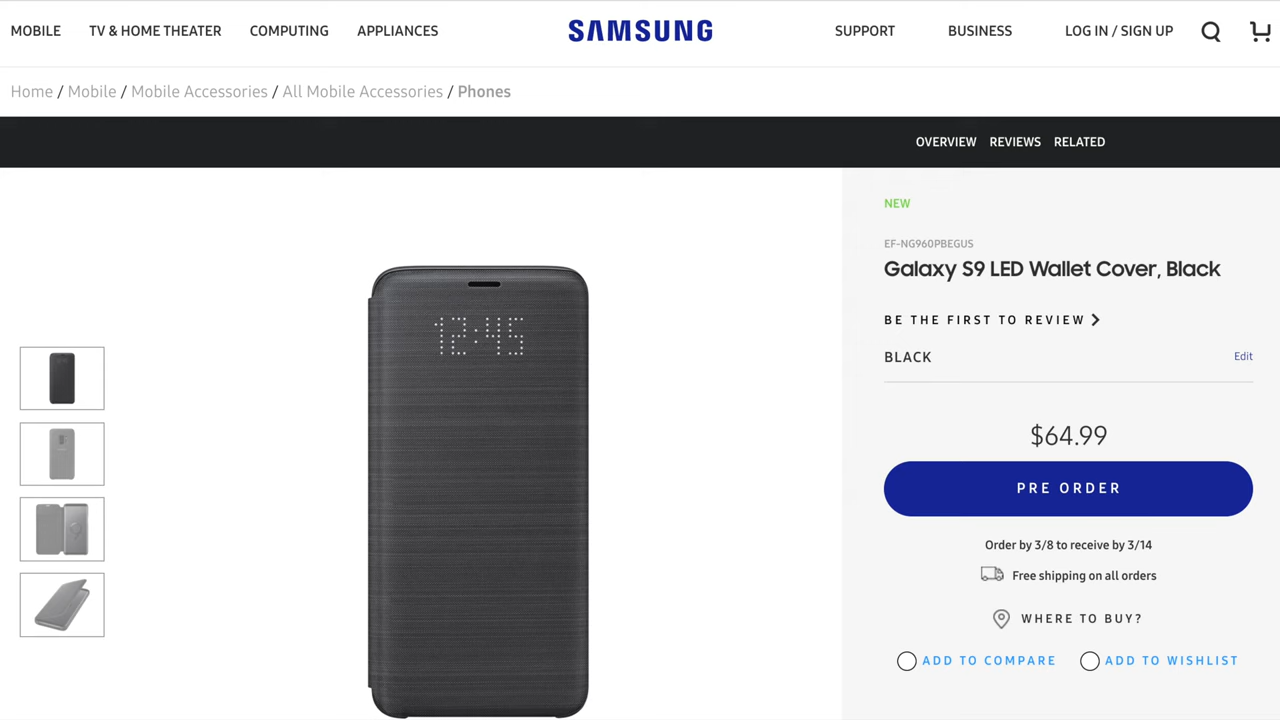 MOBILE TV & HOME THEATER COMPUTING APPLIANCES SAMSUNG SUPPORT BUSINESS LOG IN / SIGN UP
Home / Mobile / Mobile Accessories / All Mobile Accessories / Phones
OVERVIEW REVIEWS RELATED
NEW
EF-NG960PBEGUS
Galaxy S9 LED Wallet Cover, Black
BE THE FIRST TO REVIEW
BLACK Edit
12:45
$64.99
PRE ORDER
Order by 3/8 to receive by 3/14
Free shipping on all orders
WHERE TO BUY?
ADD TO COMPARE ADD TO WISHLIST